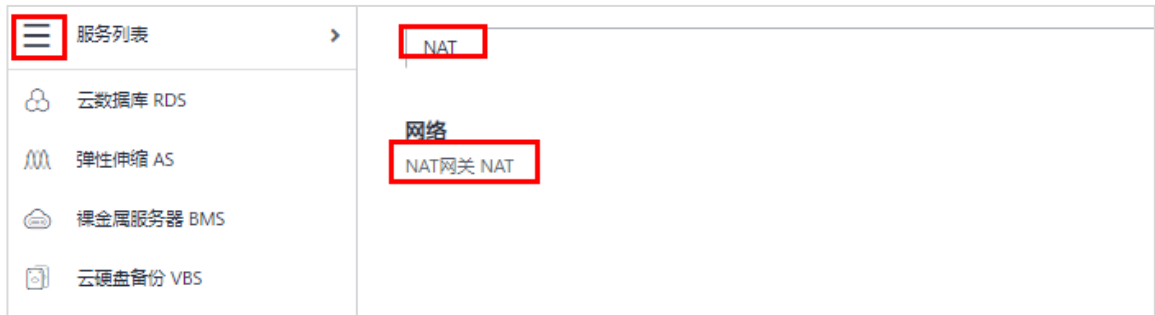 服务列表
云数据库 RDS
弹性伸缩 AS
裸金属服务器 BMS
云硬盘备份 VBS
NAT
网络
NAT网关 NAT